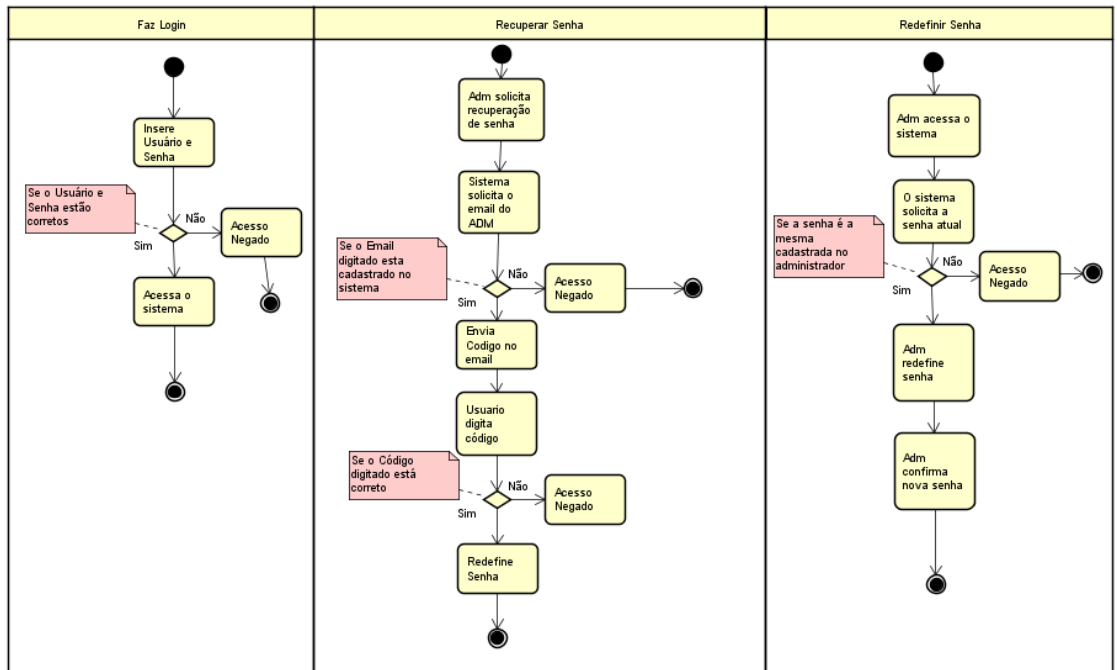 Faz Login
Recuperar Senha
Redefinir Senha
Insere
Usuário e
Senha
Se o Usuário e
Senha estão
corretos
Não
Sim
Acesso
Negado
Acessa o
sistema
Adm solicita
recuperação
de senha
Sistema
solicita o
email do
ADM
Se o Email
digitado esta
cadastrado no
sistema
Não
Sim
Acesso
Negado
Envia
Codigo no
email
Usuario
digita
código
Se o Código
digitado está
correto
Não
Sim
Acesso
Negado
Redefine
Senha
Adm acessa o
sistema
O sistema
solicita a
senha atual
Se a senha é a
mesma
cadastrada no
administrador
Não
Sim
Acesso
Negado
Adm
redefine
senha
Adm
confirma
nova senha